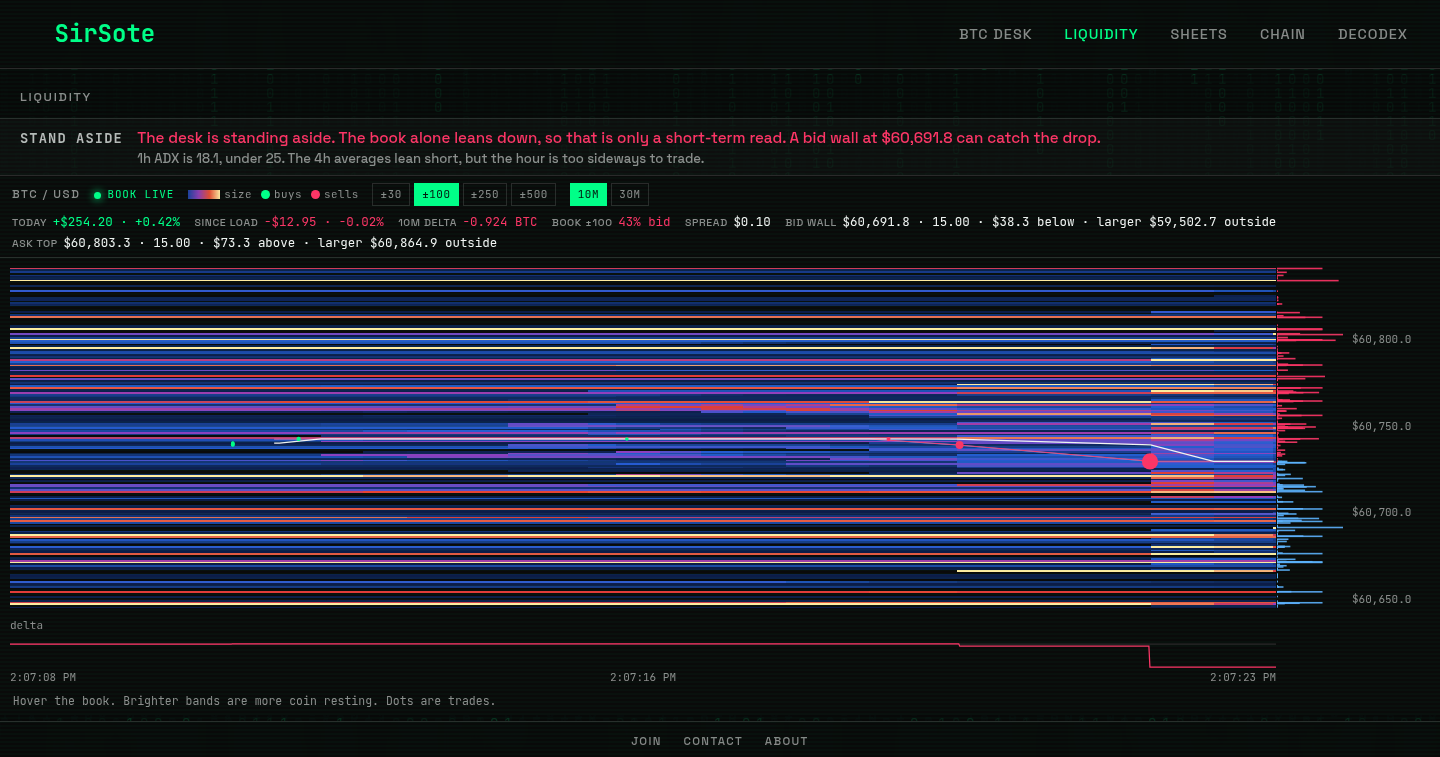 SirSote
BTC DESK LIQUIDITY SHEETS CHAIN DECODEX
LIQUIDITY
STAND ASIDE The desk is standing aside. The book alone leans down, so that is only a short-term read. A bid wall at $60,691.8 can catch the drop.
1h ADX is 18.1, under 25. The 4h averages lean short, but the hour is too sideways to trade.
BTC / USD BOOK LIVE size buys sells ±30 ±100 ±250 ±500 10M 30M
TODAY +$254.20 · +0.42% SINCE LOAD -$12.95 · -0.02% 10M DELTA -0.924 BTC BOOK ±100 43% bid SPREAD $0.10 BID WALL $60,691.8 · 15.00 · $38.3 below · larger $59,502.7 outside
ASK TOP $60,803.3 · 15.00 · $73.3 above · larger $60,864.9 outside
$60,800.0
$60,750.0
$60,700.0
$60,650.0
delta
2:07:08 PM 2:07:16 PM 2:07:23 PM
Hover the book. Brighter bands are more coin resting. Dots are trades.
JOIN CONTACT ABOUT